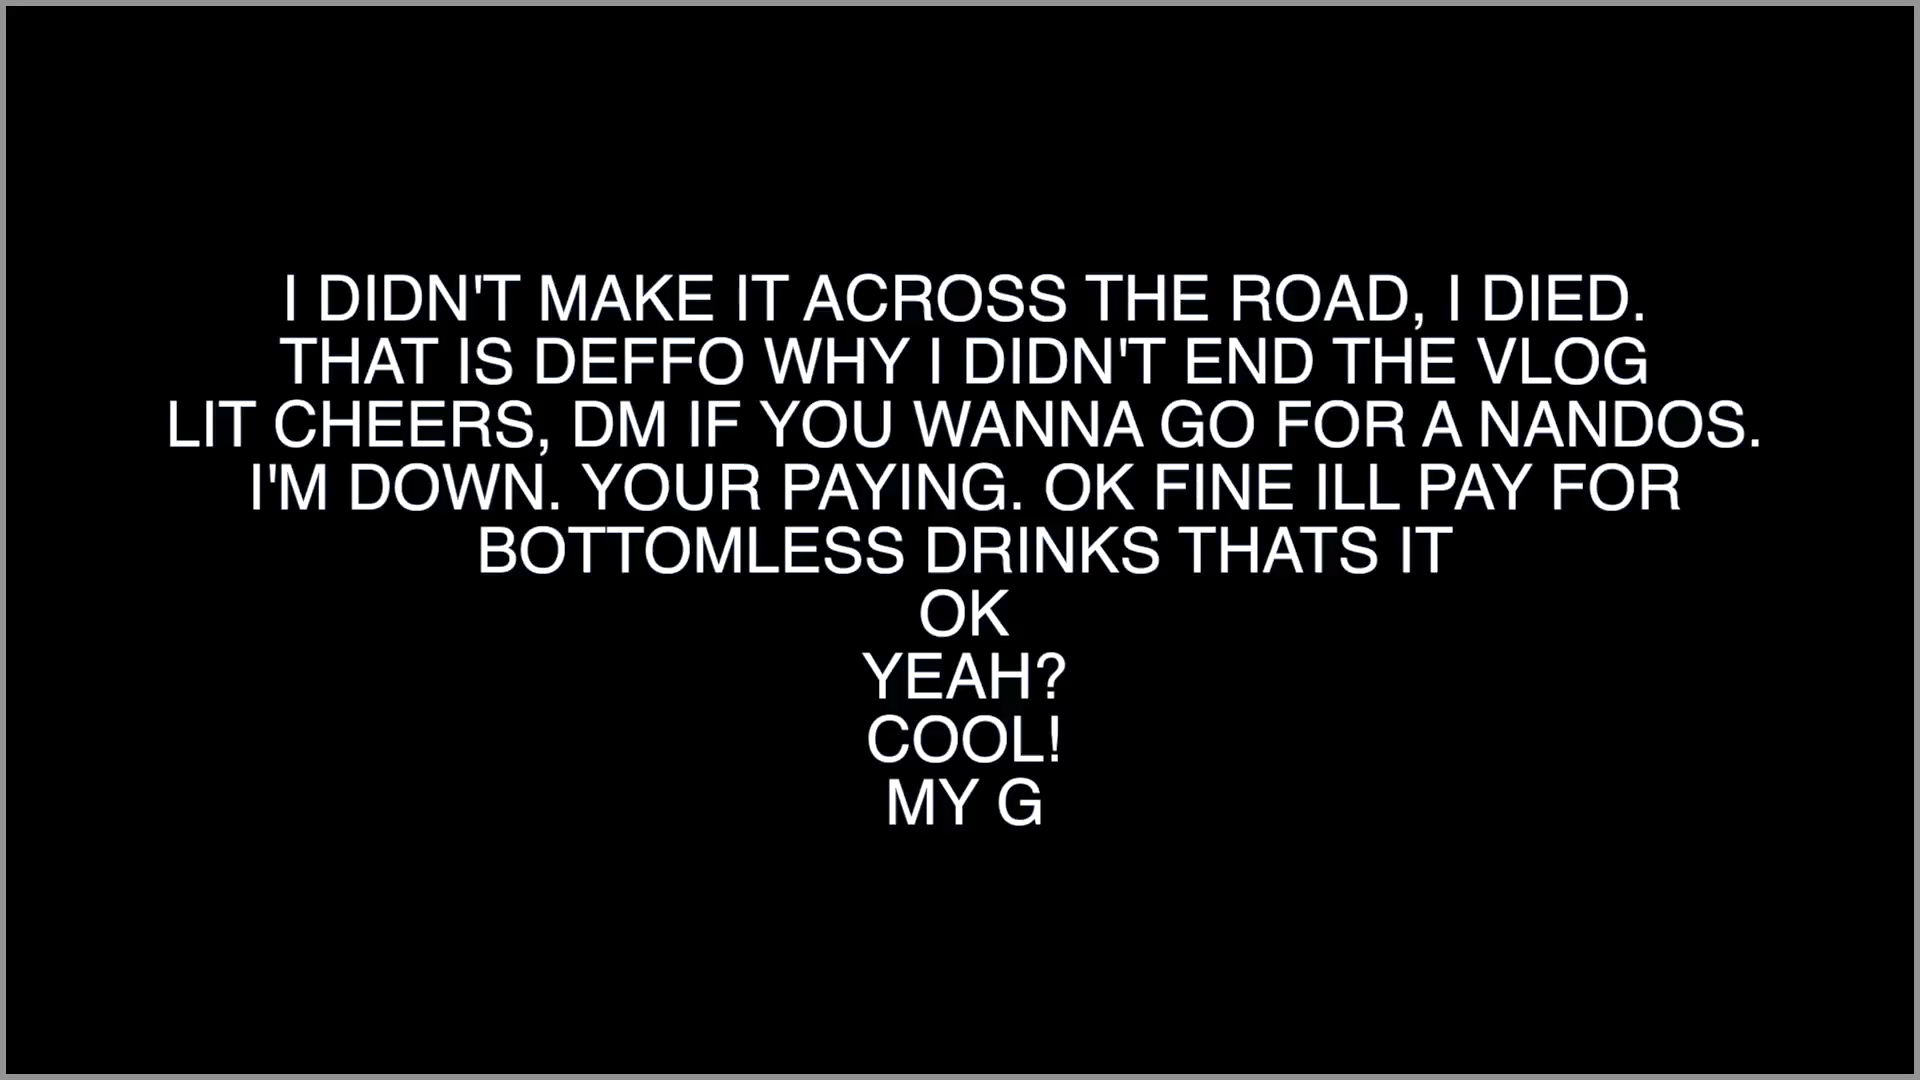 I DIDN'T MAKE IT ACROSS THE ROAD, I DIED.
THAT IS DEFFO WHY I DIDN'T END THE VLOG
LIT CHEERS, DM IF YOU WANNA GO FOR A NANDOS.
I'M DOWN. YOUR PAYING. OK FINE ILL PAY FOR
BOTTOMLESS DRINKS THATS IT
OK
YEAH?
COOL!
MY G